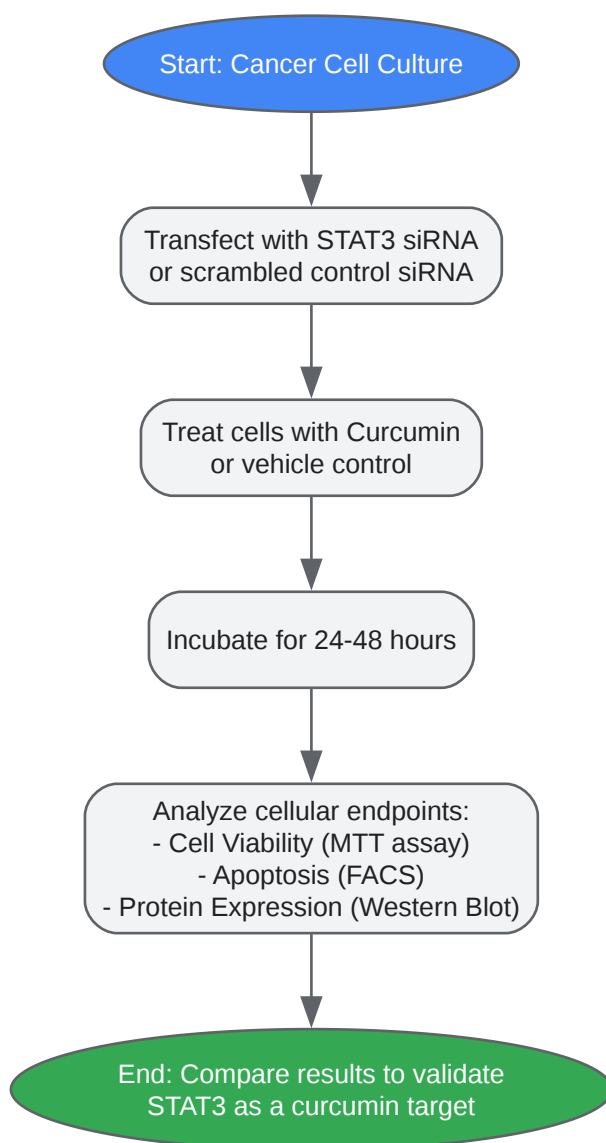 Start: Cancer Cell Culture
Transfect with STAT3 siRNA
or scrambled control siRNA
Treat cells with Curcumin
or vehicle control
Incubate for 24-48 hours
Analyze cellular endpoints:
- Cell Viability (MTT assay)
- Apoptosis (FACS)
- Protein Expression (Western Blot)
End: Compare results to validate
STAT3 as a curcumin target